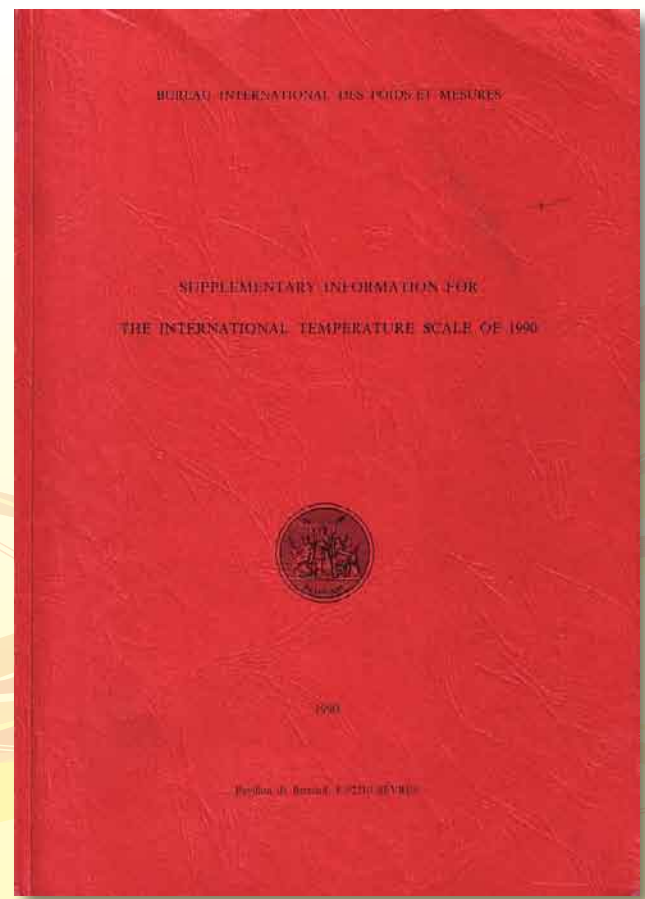 BUREAU INTERNATIONAL DES POIDS ET MESURES
SUPPLEMENTARY INFORMATION FOR
THE INTERNATIONAL TEMPERATURE SCALE OF 1990
1990
Pavillon de Breteuil, F-92310 SÈVRES